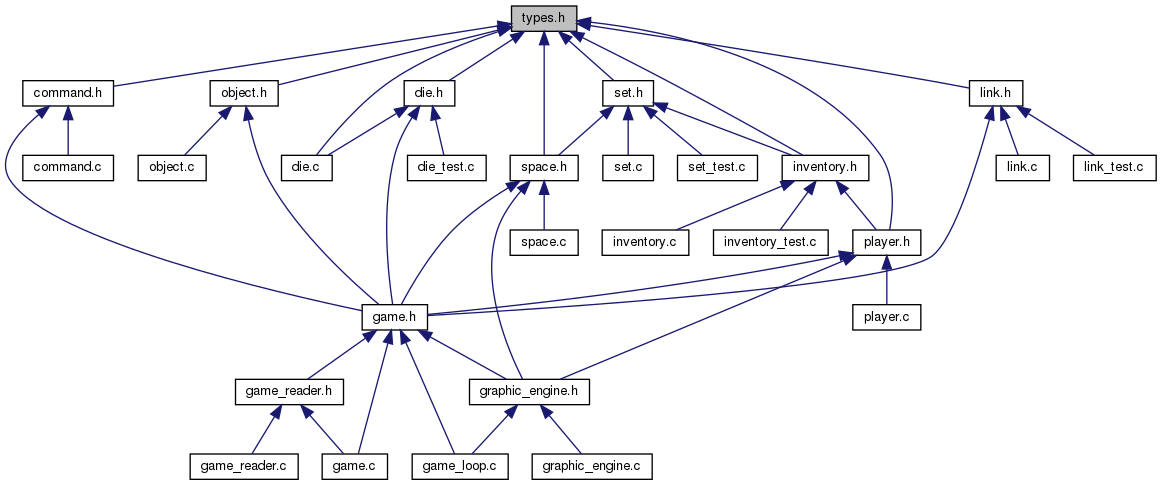 types.h
command.h
object.h
die.h
set.h
link.h
command.c
object.c
die.c
die_test.c
space.h
set.c
set_test.c
inventory.h
link.c
link_test.c
space.c
inventory.c
inventory_test.c
player.h
game.h
player.c
game_reader.h
graphic_engine.h
game_reader.c
game.c
game_loop.c
graphic_engine.c